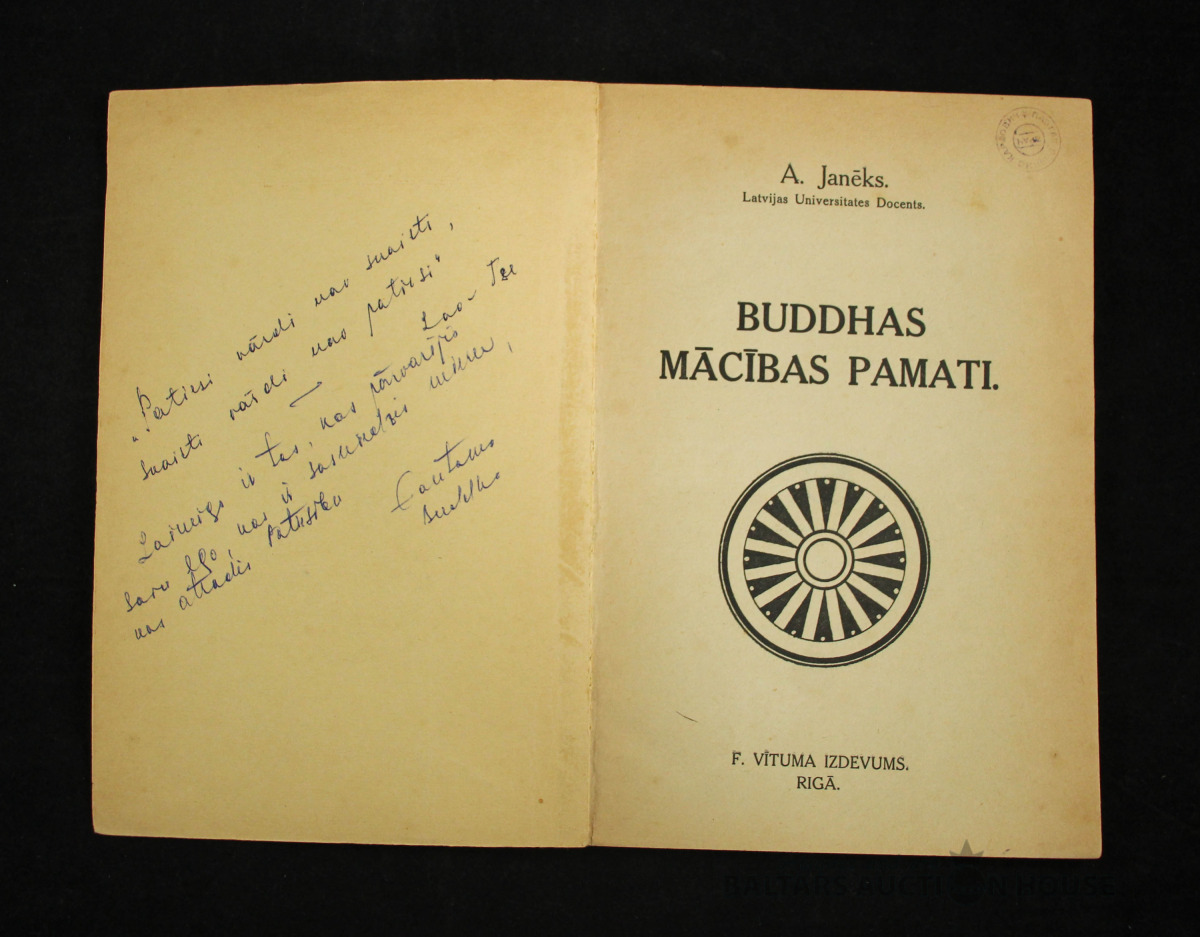 "Patiesi vārdi nav skaisti,
skaisti vārdi nav patiesi"
Lao-Tse
Laimīgs ir tas, kas pārvarējis
savu Ego, kas ir sasniedzis mieru,
kas atradis Patiesību
Gautama
Buddha
A. Janēks.
Latvijas Universitates Docents.
BUDDHAS
MĀCĪBAS PAMATI.
F. VĪTUMA IZDEVUMS.
RIGĀ.
BALTARS AUCTION HOUSE